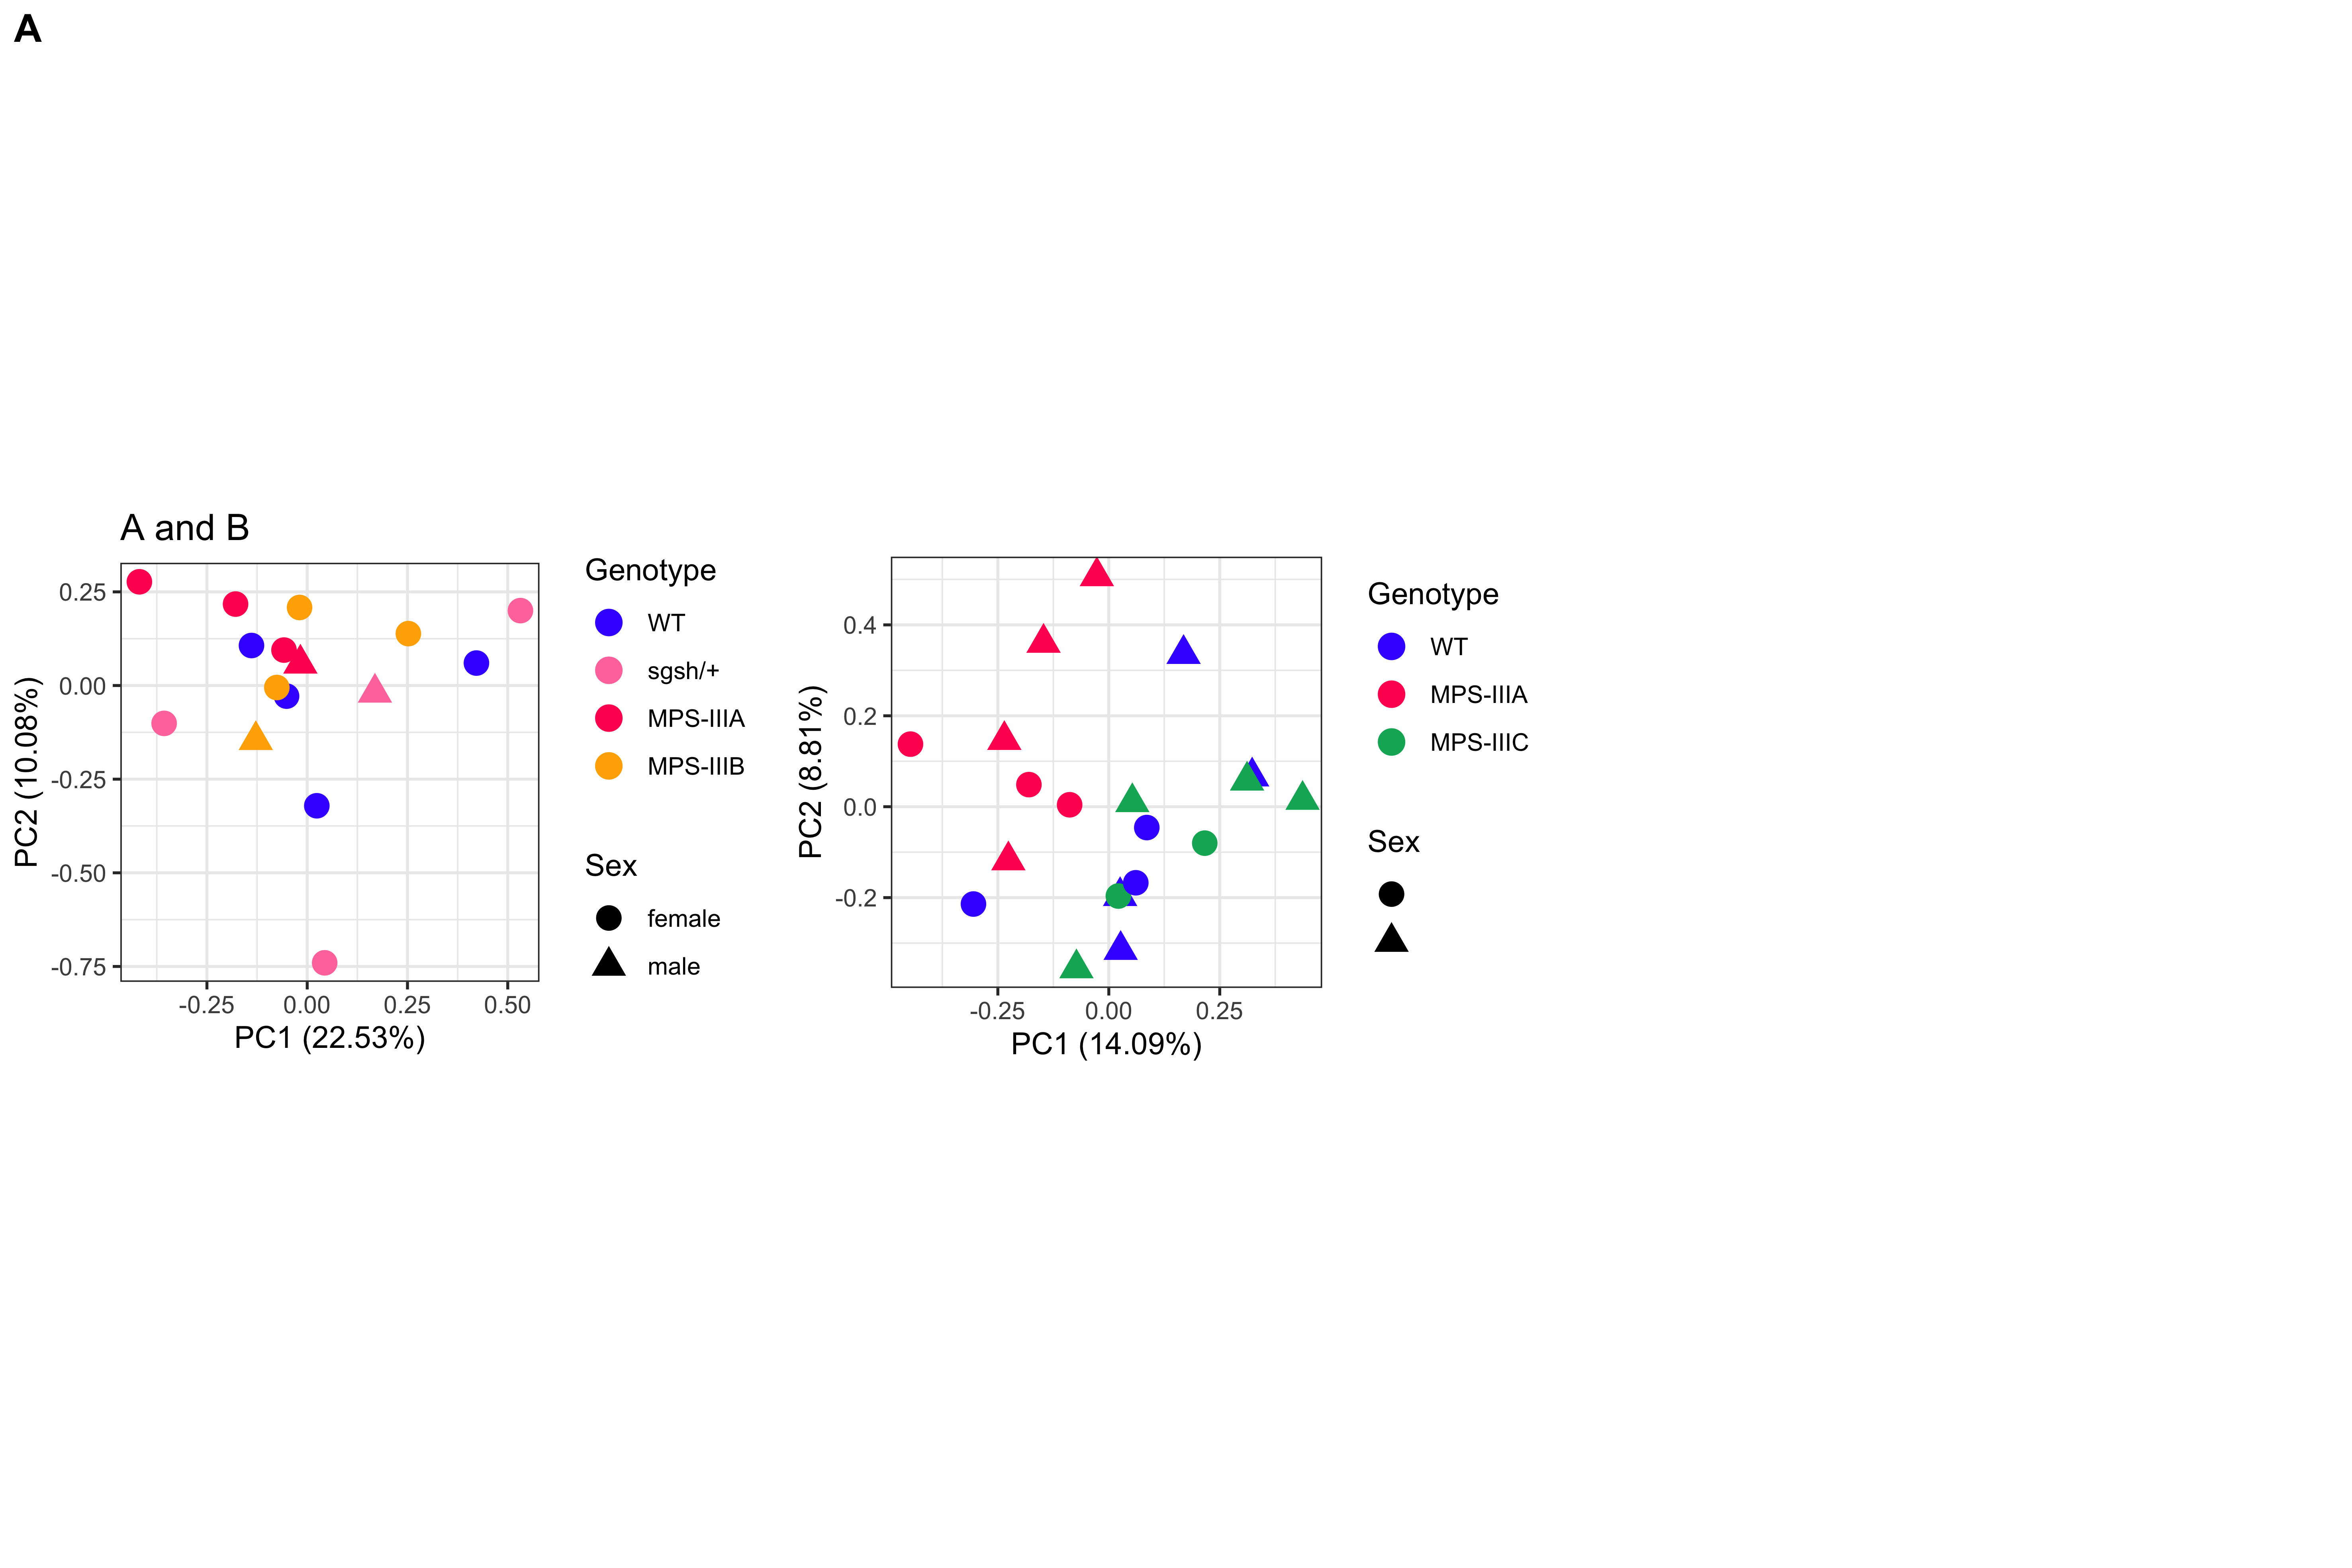 A
A and B
PC2 (10.08%)
0.25
0.00
-0.25
-0.50
-0.75
-0.25 0.00 0.25 0.50
PC1 (22.53%)
Genotype
WT
sgsh/+
MPS-IIIA
MPS-IIIB
Sex
female
male
PC2 (8.81%)
0.4
0.2
0.0
-0.2
-0.25 0.00 0.25
PC1 (14.09%)
Genotype
WT
MPS-IIIA
MPS-IIIC
Sex